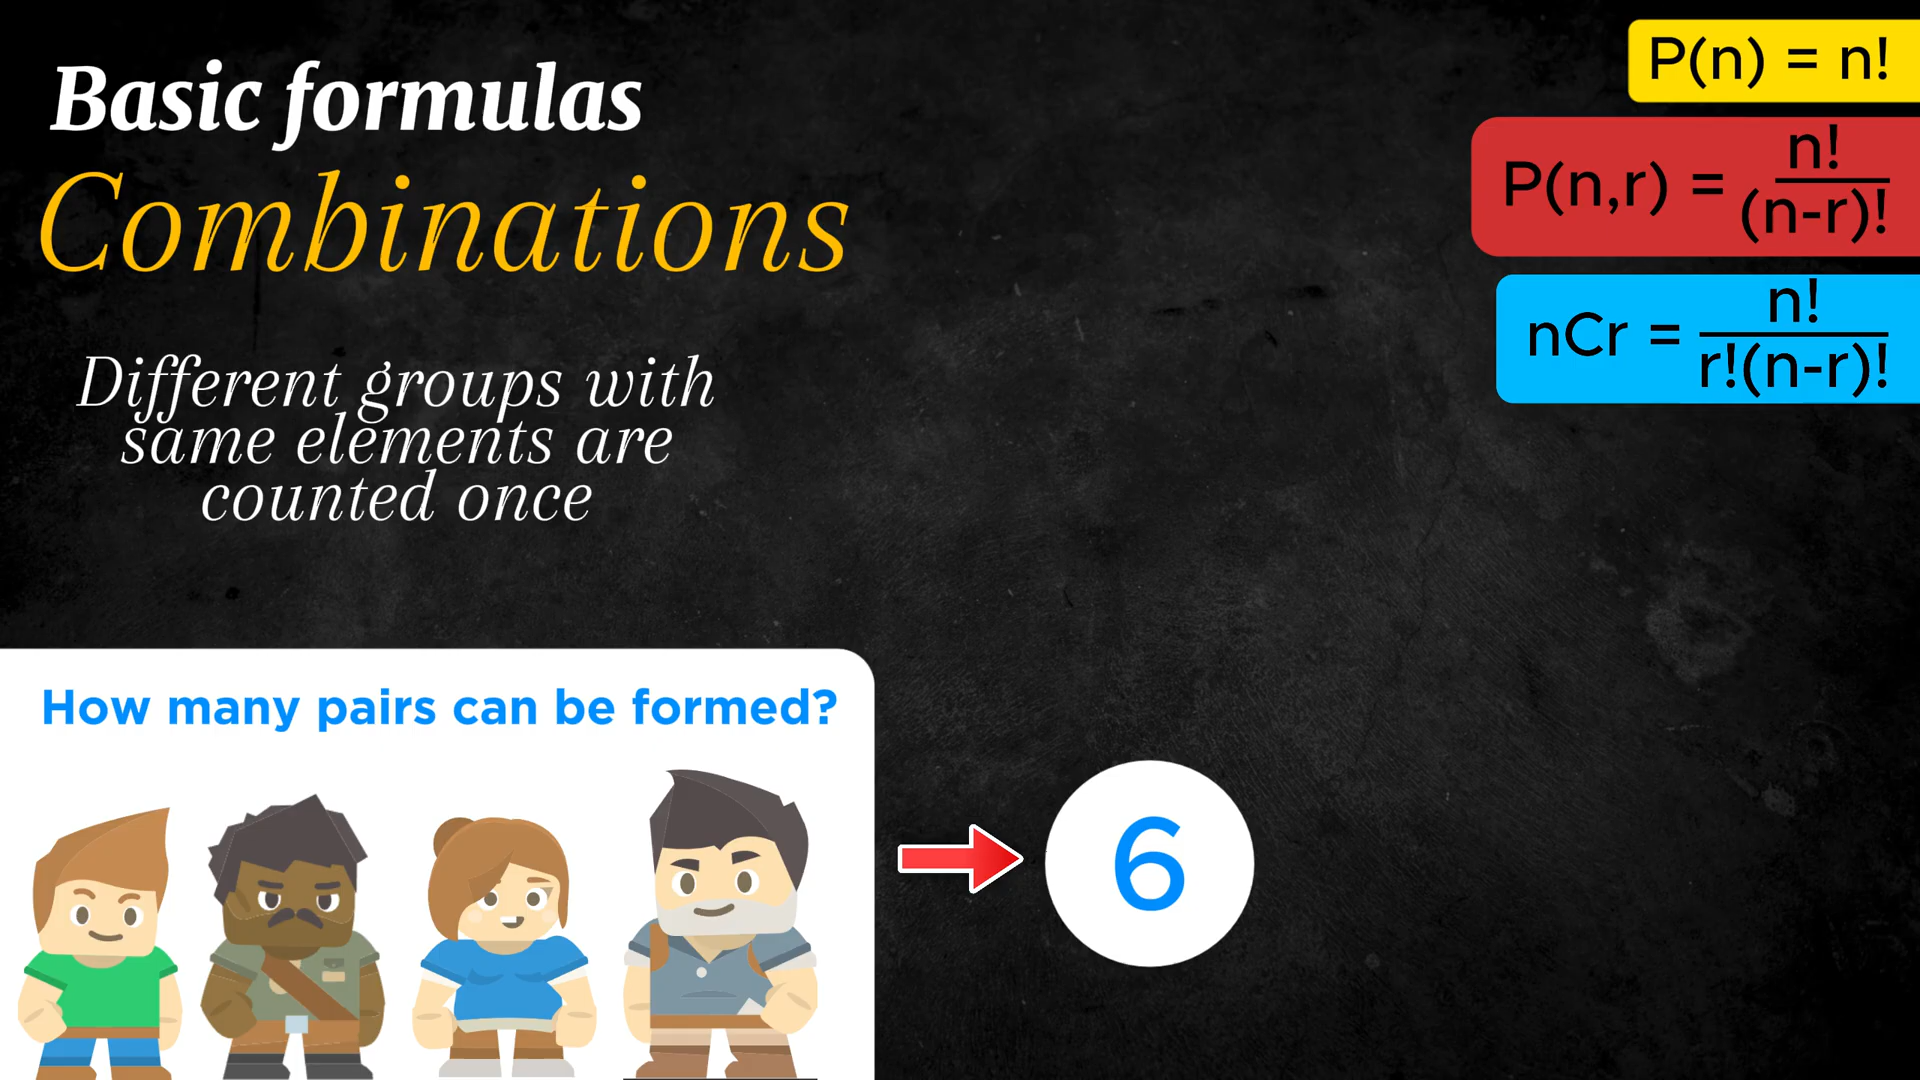 Basic formulas
Combinations
Different groups with
same elements are
counted once
P(n) = n!
P(n,r) = n!/(n-r)!
nCr = n!/r!(n-r)!
How many pairs can be formed?
6